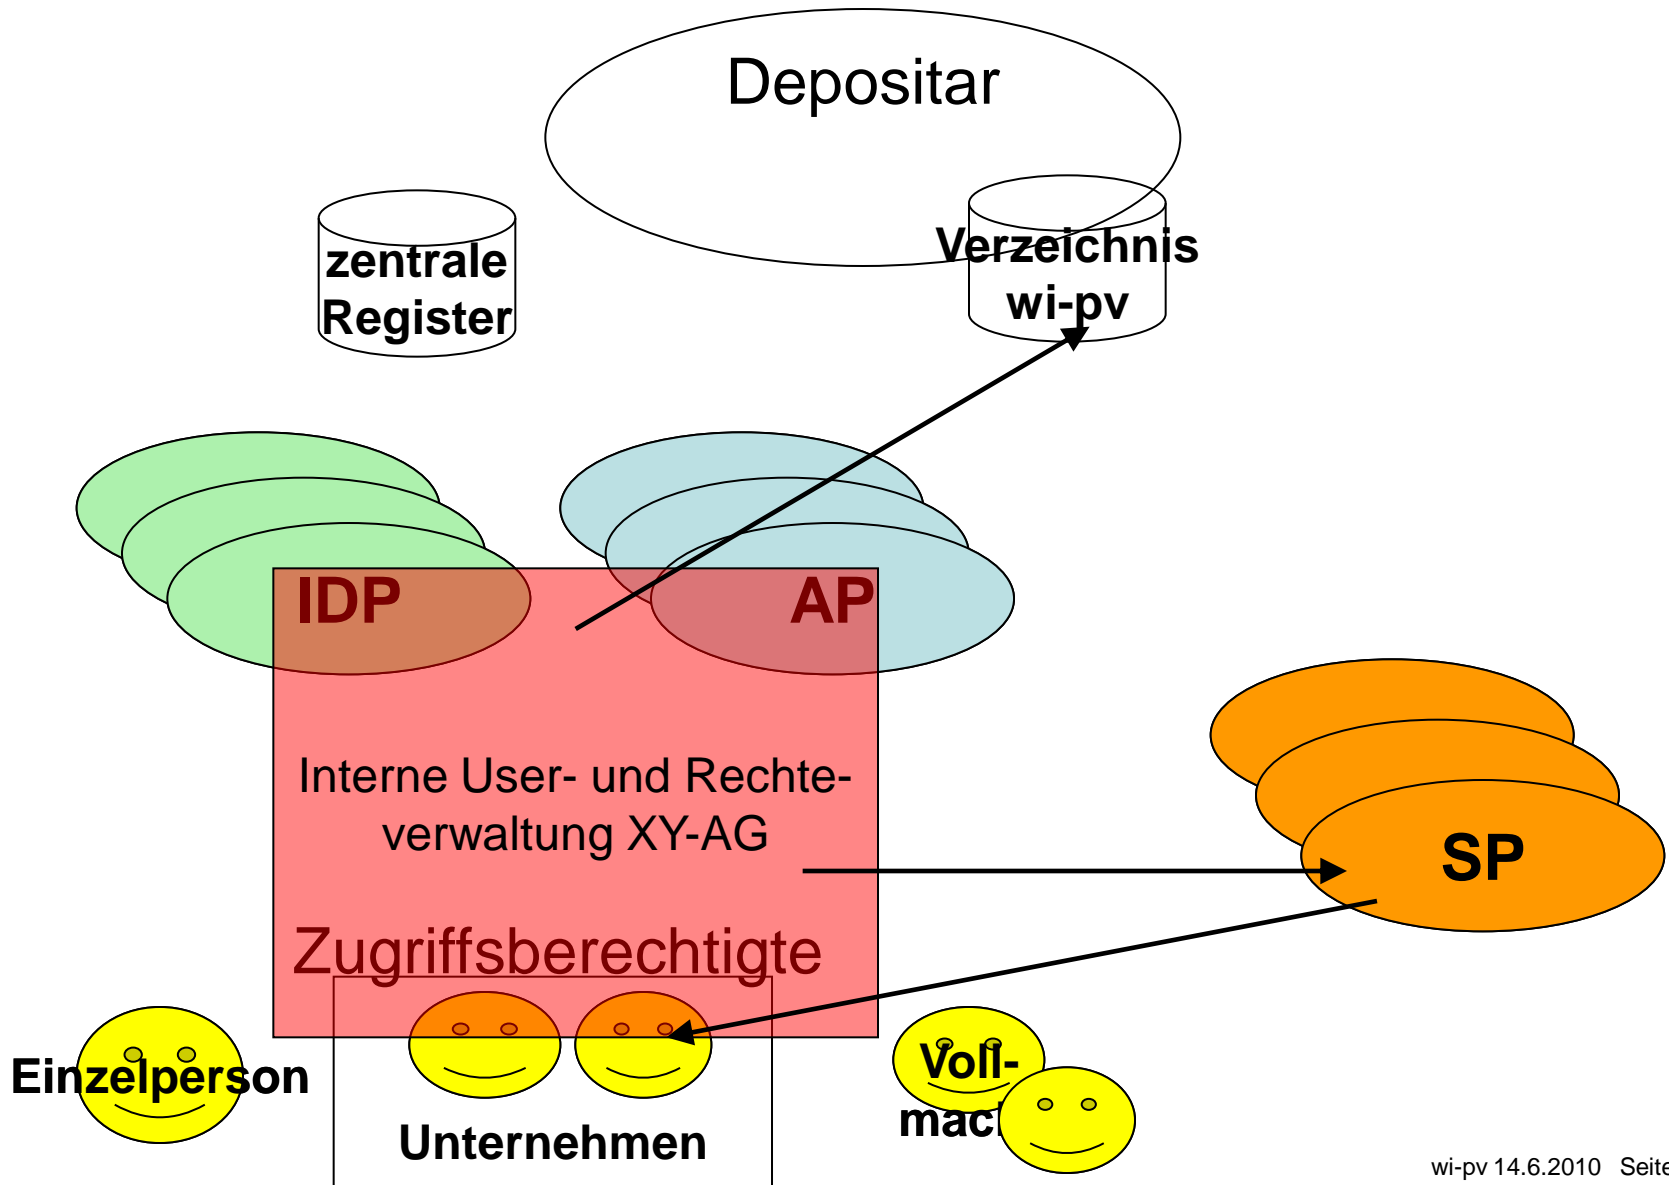 Depositar
zentrale
Register
Verzeichnis
wi-pv
IDP
AP
Interne User- und Rechte-
verwaltung XY-AG
SP
Zugriffsberechtigte
Einzelperson
Voll-
Unternehmen
wi-pv 14.6.2010 Seite